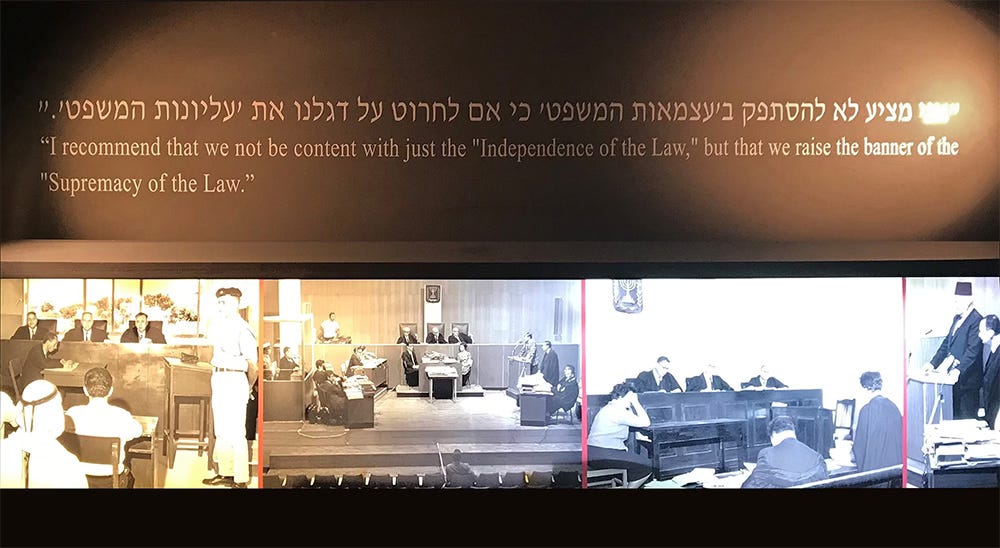 מציע לא להסתפק ב׳עצמאות המשפט׳ כי אם לחרוט על דגלנו את ׳עליונות המשפט׳.״
“I recommend that we not be content with just the "Independence of the Law," but that we raise the banner of the
"Supremacy of the Law.”